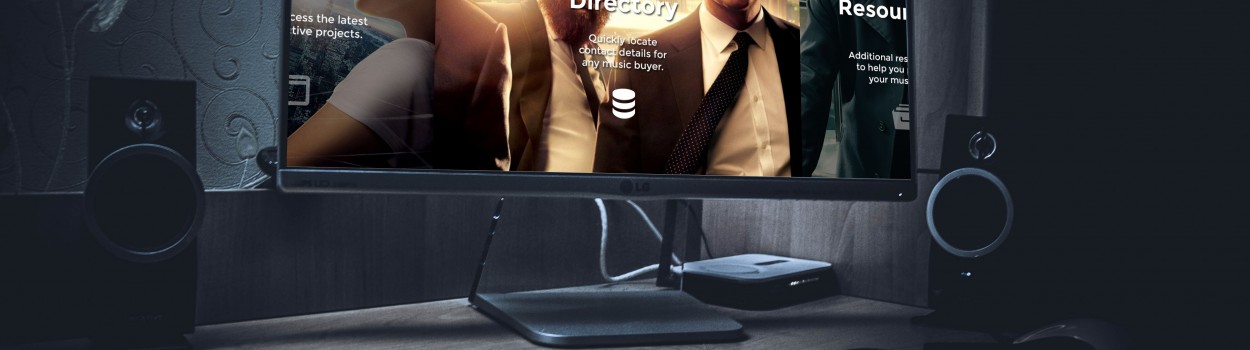 cess the latest
ctive projects.
Directory
Quickly locate
contact details for
any music buyer.
Resour
Additional res
to help you
your mus
LG